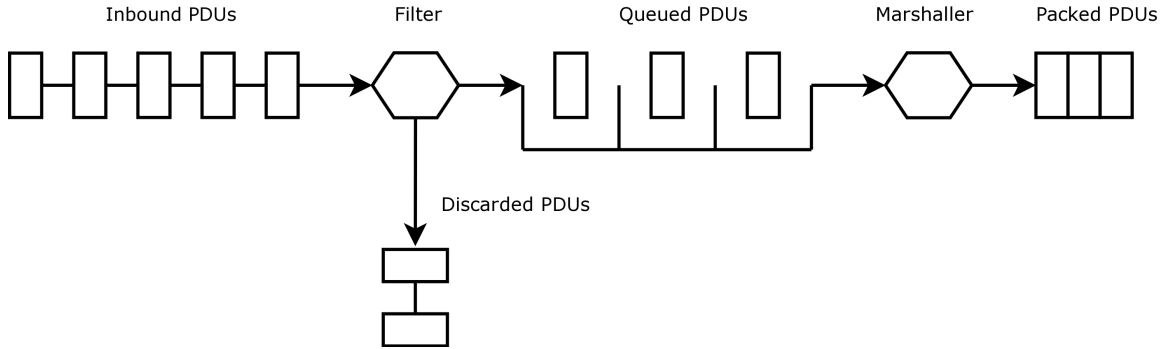 Inbound PDUs
Filter
Queued PDUs
Marshaller
Packed PDUs
Discarded PDUs